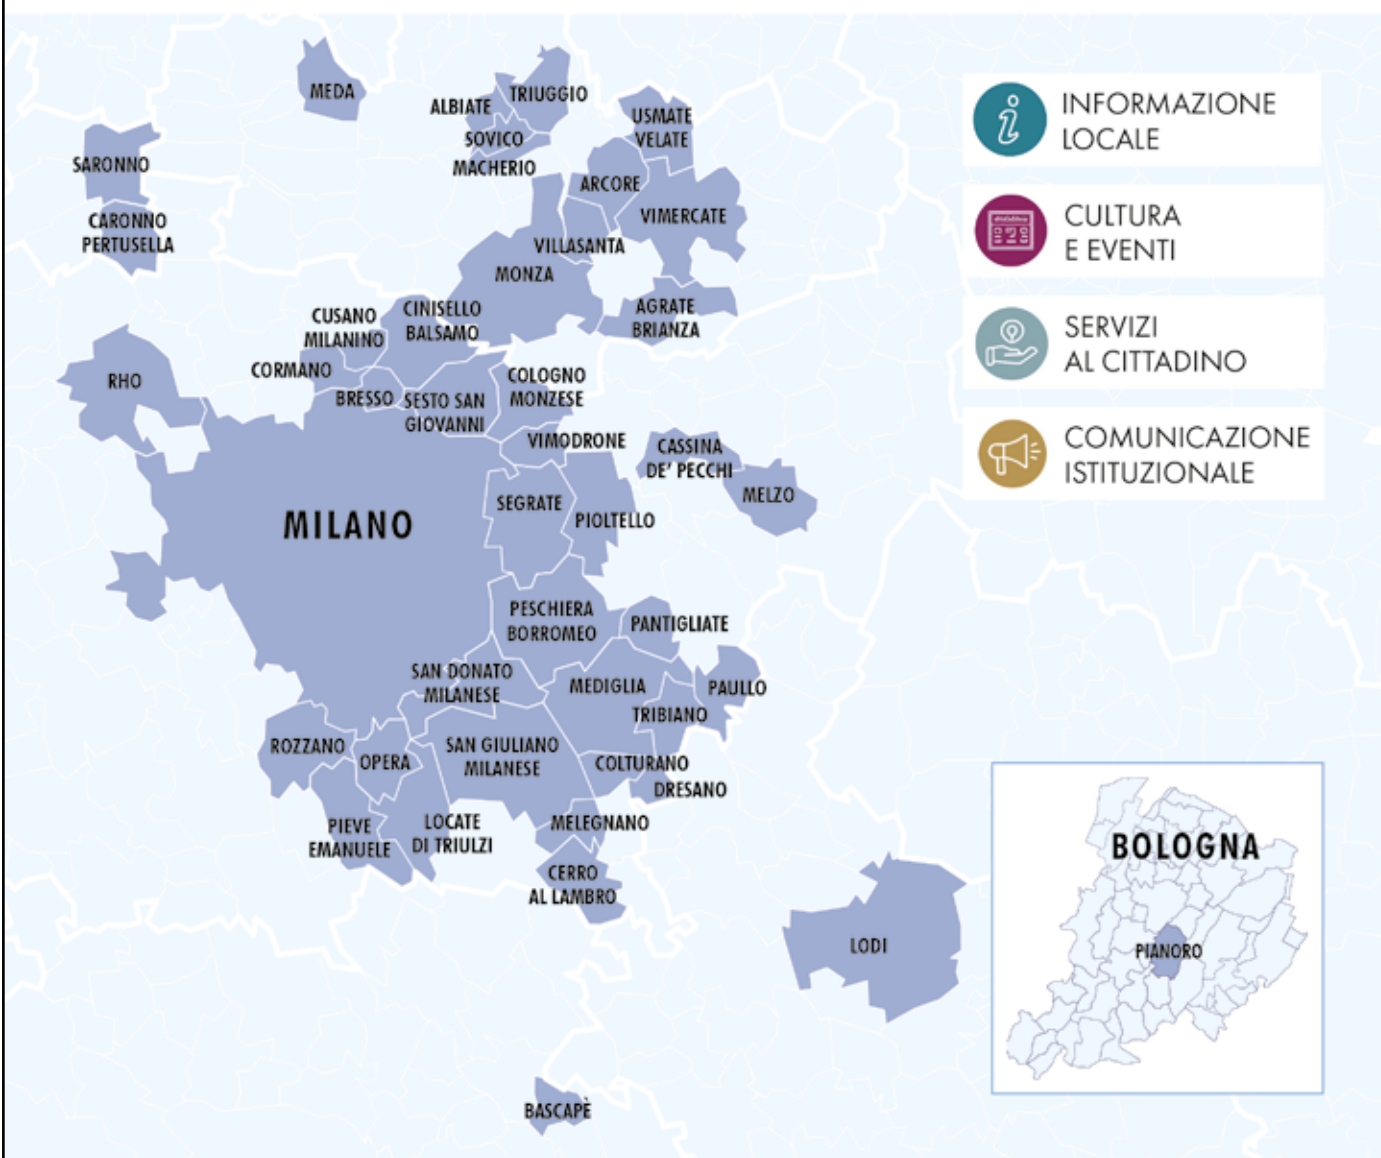 MEDA
ALBIATE
TRIUGGIO
SOVICO
MACHERIO
USMATE
VELATE
SARONNO
CARONNO
PERTUSELLA
ARCORE
VIMERCATE
VILLASANTA
MONZA
AGRATE
BRIANZA
CUSANO
MILANINO
CINISELLO
BALSAMO
CORMANO
RHO
BRESSO
SESTO SAN
GIOVANNI
COLOGNO
MONZESE
VIMODRONE
CASSINA
DE' PECCHI
MELZO
SEGRATE
PIOLTELLO
MILANO
PESCHIERA
BORROMEO
PANTIGLIATE
SAN DONATO
MILANESE
MEDIGLIA
PAULLO
TRIBIANO
ROZZANO
OPERA
SAN GIULIANO
MILANESE
COLTURANO
DRESANO
PIEVE
EMANUELE
LOCATE
DI TRIULZI
MELEGNANO
CERRO
AL LAMBRO
LODI
BASCAPÈ
INFORMAZIONE
LOCALE
CULTURA
E EVENTI
SERVIZI
AL CITTADINO
COMUNICAZIONE
ISTITUZIONALE
BOLOGNA
PIANORO